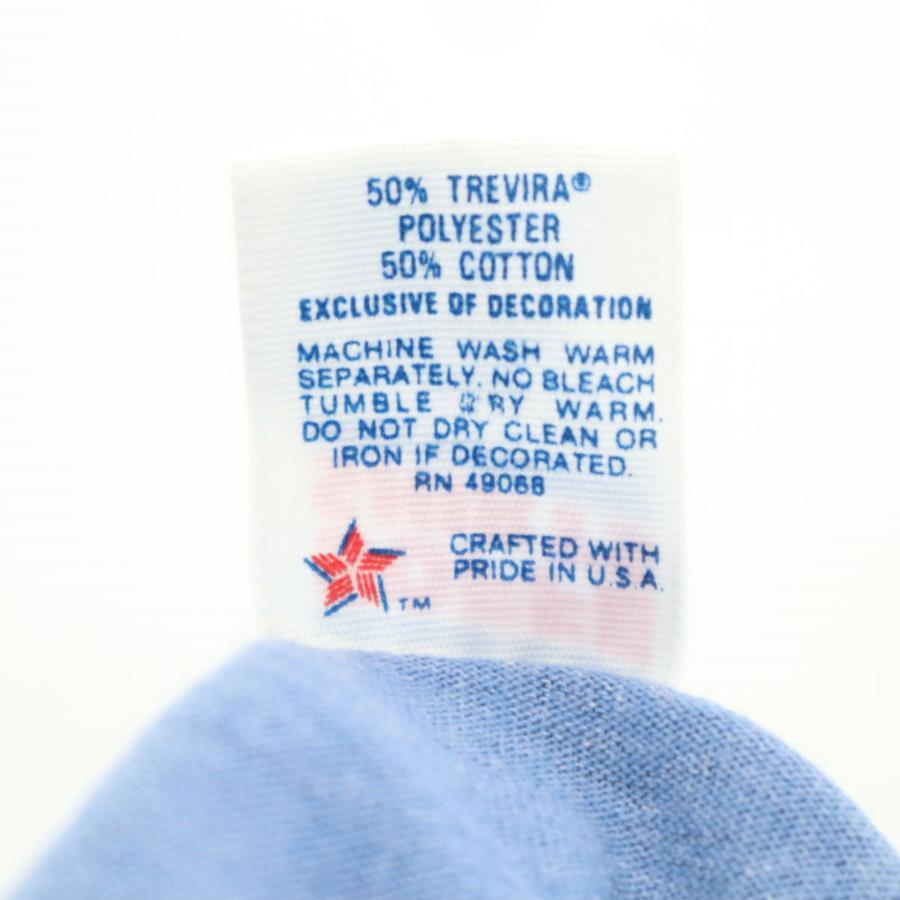 50% TREVIRA®
POLYESTER
50% COTTON
EXCLUSIVE OF DECORATION
MACHINE WASH WARM
SEPARATELY. NO BLEACH
TUMBLE DRY WARM.
DO NOT DRY CLEAN OR
IRON IF DECORATED.
RN 49068
CRAFTED WITH
PRIDE IN U.S.A.
TM